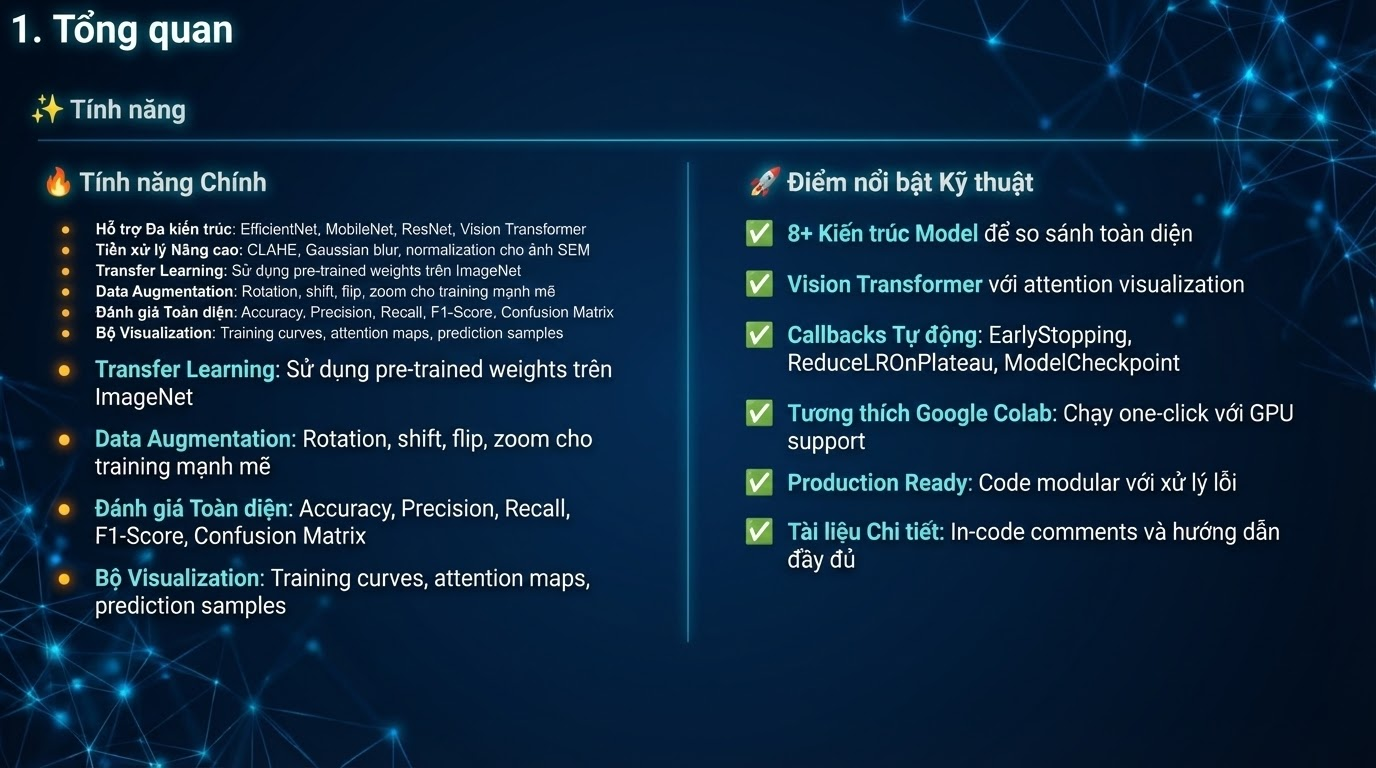 1. Tổng quan
✨ Tính năng
🔥 Tính năng Chính
Hỗ trợ Đa kiến trúc: EfficientNet, MobileNet, ResNet, Vision Transformer
Tiền xử lý Nâng cao: CLAHE, Gaussian blur, normalization cho ảnh SEM
Transfer Learning: Sử dụng pre-trained weights trên ImageNet
Data Augmentation: Rotation, shift, flip, zoom cho training mạnh mẽ
Đánh giá Toàn diện: Accuracy, Precision, Recall, F1-Score, Confusion Matrix
Bộ Visualization: Training curves, attention maps, prediction samples
Transfer Learning: Sử dụng pre-trained weights trên
ImageNet
Data Augmentation: Rotation, shift, flip, zoom cho
training mạnh mẽ
Đánh giá Toàn diện: Accuracy, Precision, Recall,
F1-Score, Confusion Matrix
Bộ Visualization: Training curves, attention maps,
prediction samples
🚀 Điểm nổi bật Kỹ thuật
✅ 8+ Kiến trúc Model để so sánh toàn diện
✅ Vision Transformer với attention visualization
✅ Callbacks Tự động: EarlyStopping,
ReduceLROnPlateau, ModelCheckpoint
✅ Tương thích Google Colab: Chạy one-click với GPU
support
✅ Production Ready: Code modular với xử lý lỗi
✅ Tài liệu Chi tiết: In-code comments và hướng dẫn
đầy đủ